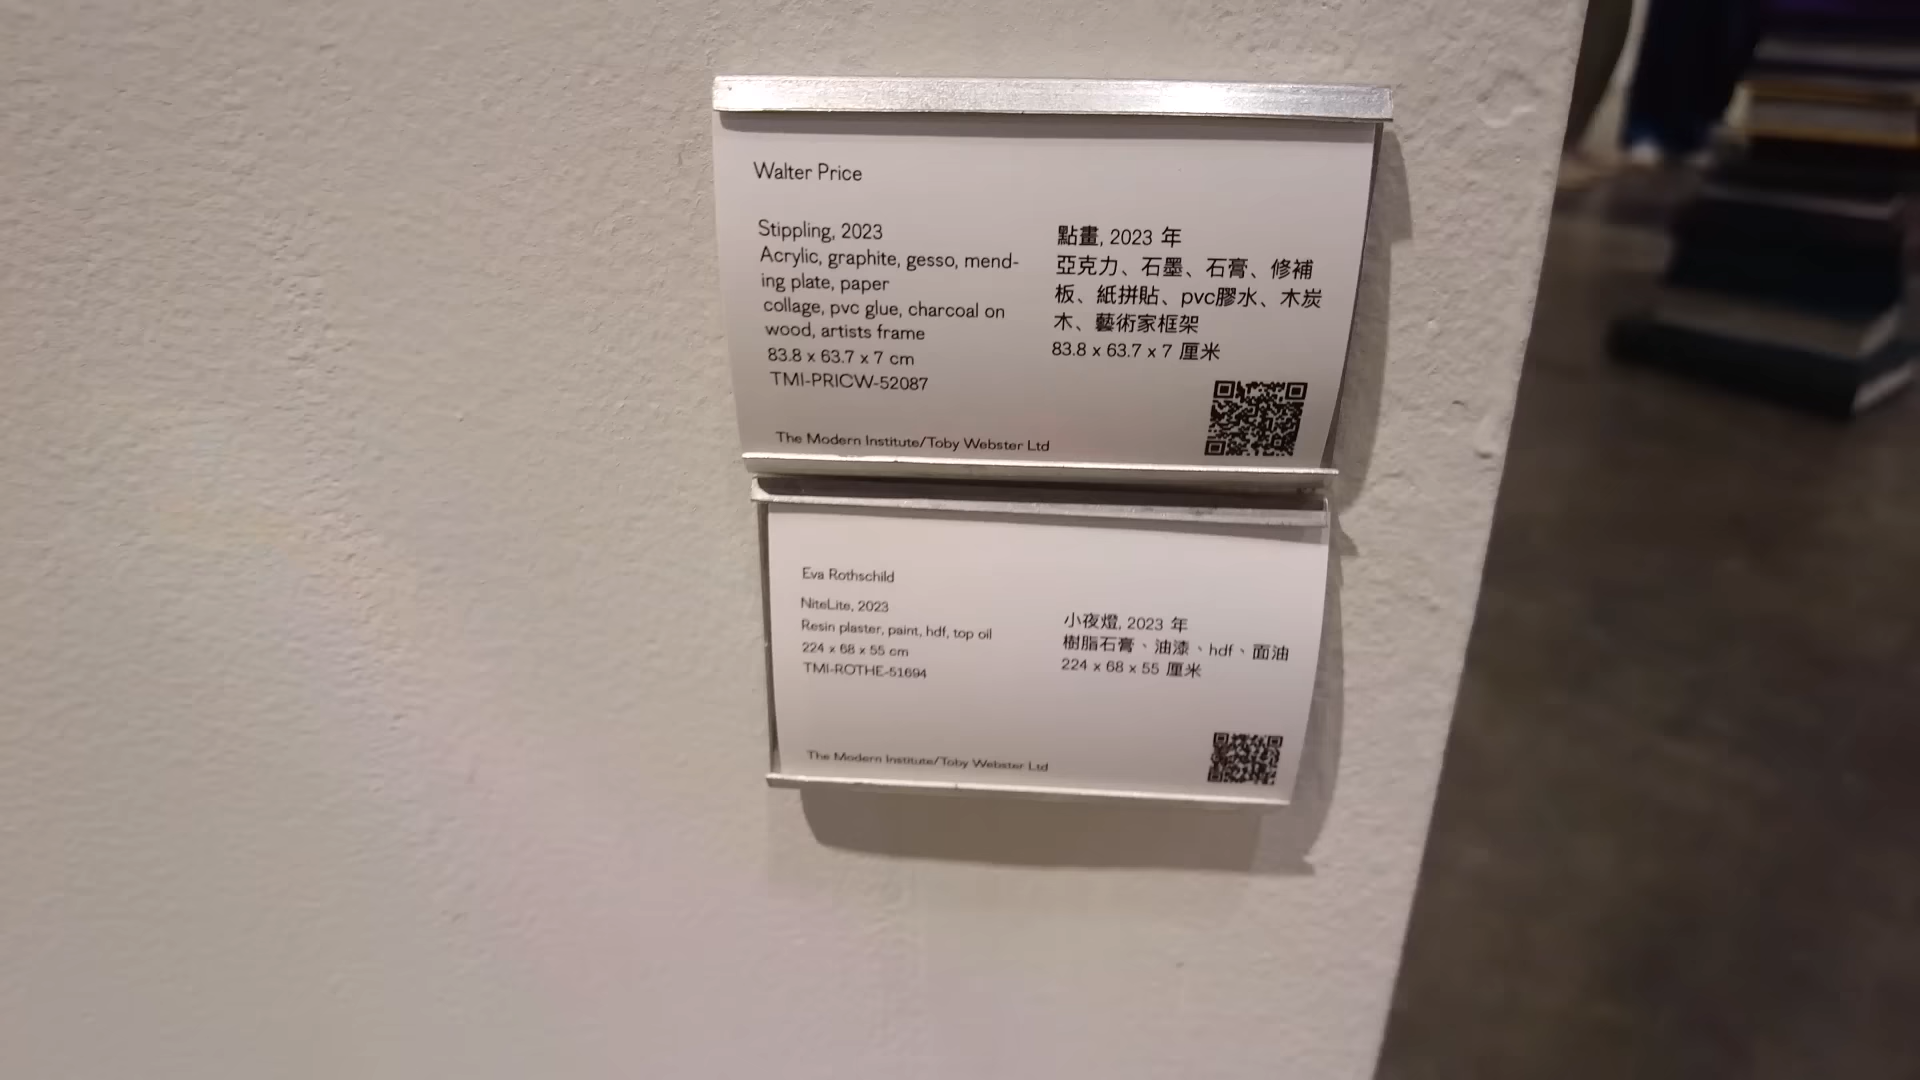 Walter Price
Stippling, 2023
Acrylic, graphite, gesso, mend-
ing plate, paper
collage, pvc glue, charcoal on
wood, artists frame
83.8 x 63.7 x 7 cm
TMI-PRICW-52087
點畫, 2023 年
亞克力、石墨、石膏、修補
板、紙拼貼、pvc膠水、木炭
木、藝術家框架
83.8 x 63.7 x 7 厘米
The Modern Institute/Toby Webster Ltd
Eva Rothschild
NiteLite, 2023
Resin plaster, paint, hdf, top oil
224 x 68 x 55 cm
TMI-ROTHE-51694
小夜燈, 2023 年
樹脂石膏、油漆、hdf、面油
224 x 68 x 55 厘米
The Modern Institute/Toby Webster Ltd